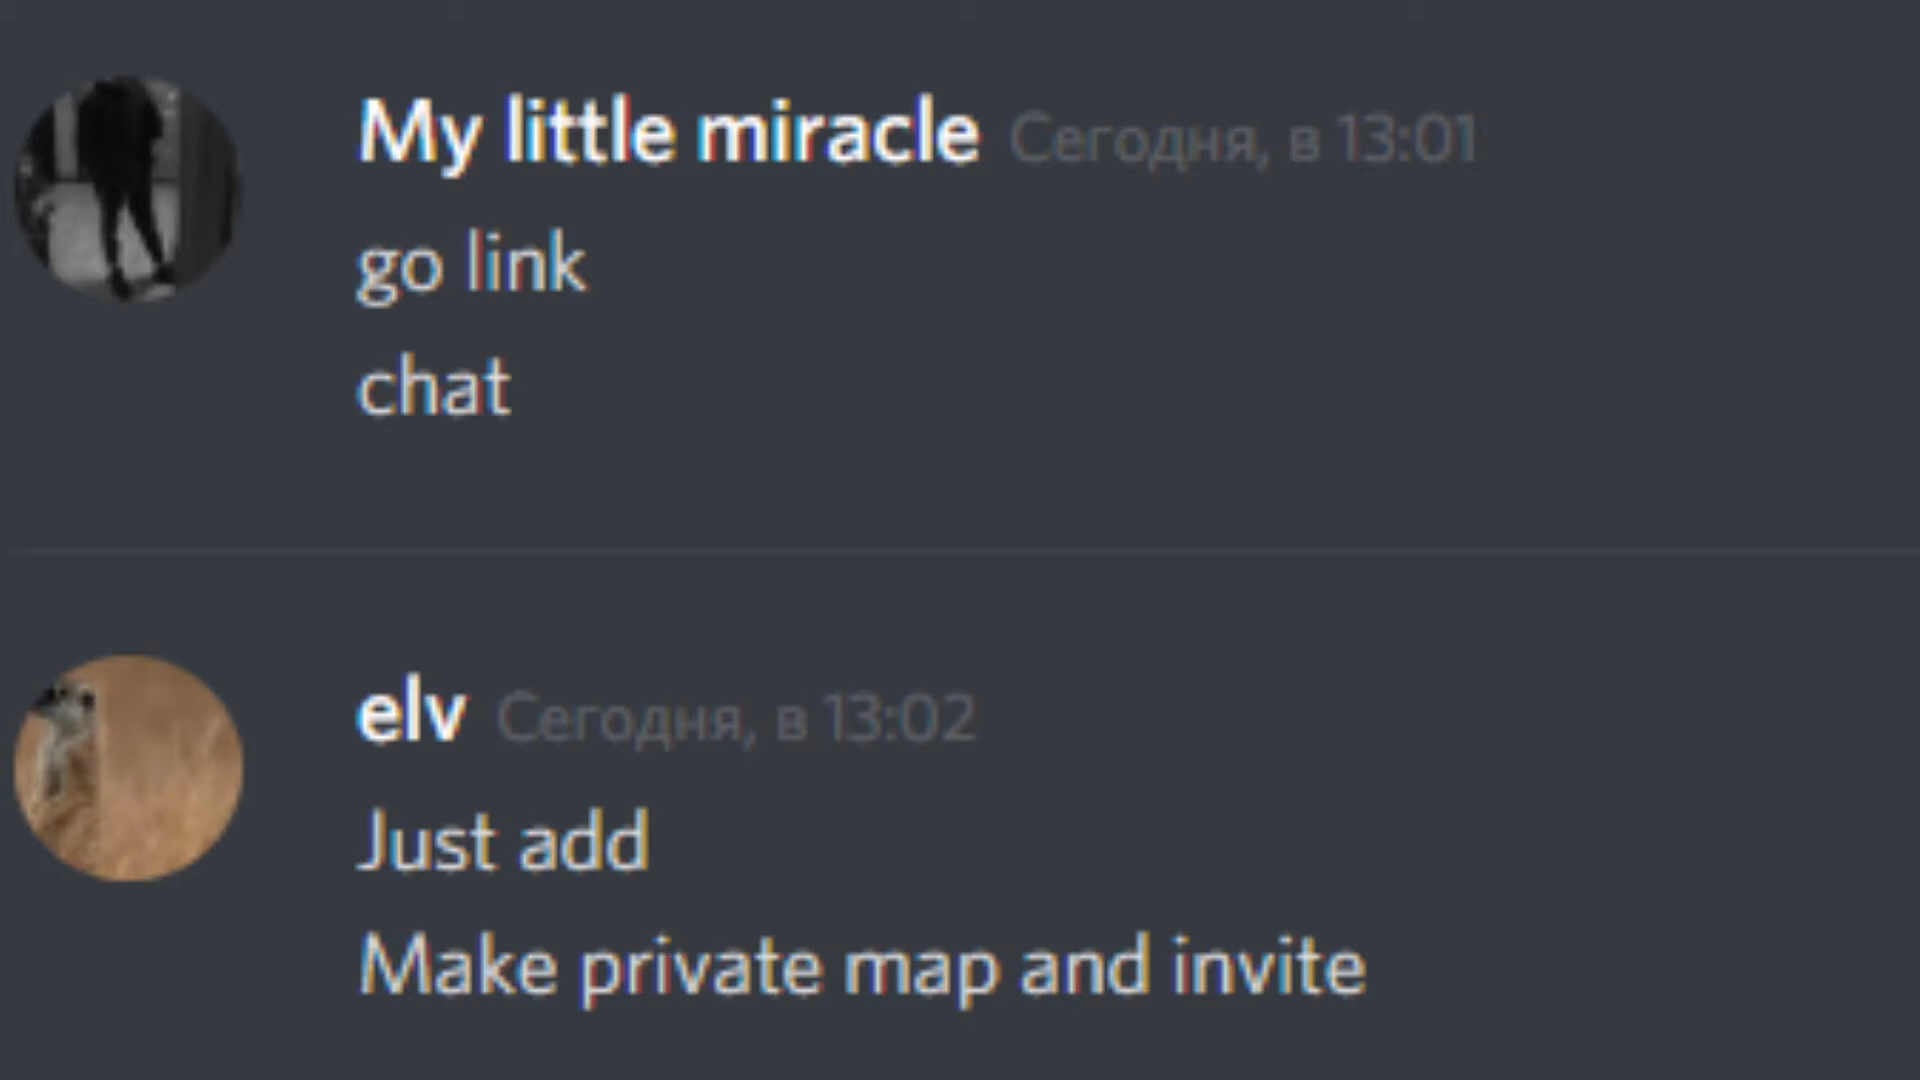 My little miracle Сегодня, в 13:01
go link
chat
elv Сегодня, в 13:02
Just add
Make private map and invite